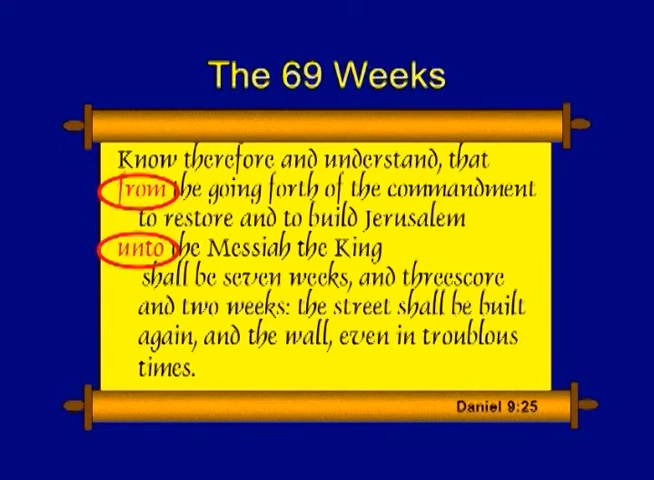 The 69 Weeks
Know therefore and understand, that
from the going forth of the commandment
to restore and to build Jerusalem
unto the Messiah the King
shall be seven weeks, and threescore
and two weeks: the street shall be built
again, and the wall, even in troublous
times.
Daniel 9:25